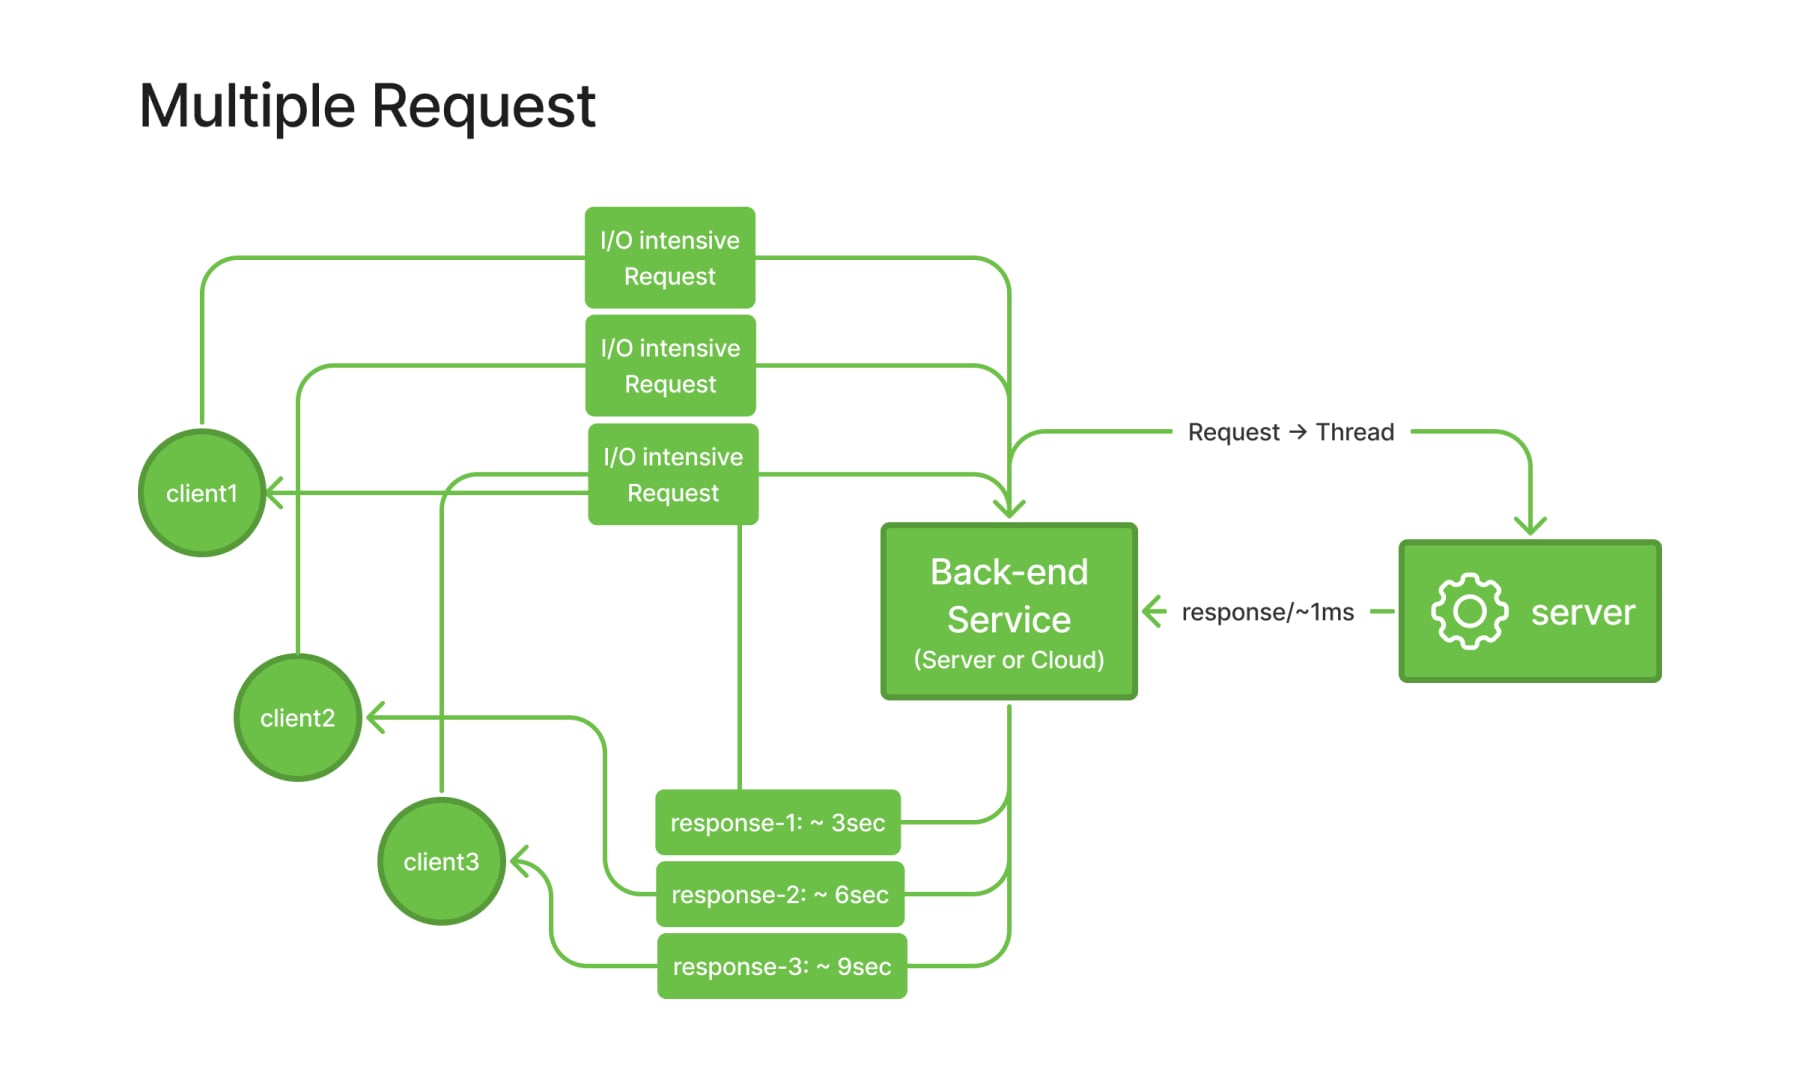 Multiple Request
I/O intensive
Request
I/O intensive
Request
I/O intensive
Request
Request → Thread
client1
Back-end
Service
(Server or Cloud)
response/~1ms
server
client2
response-1: ~ 3sec
client3
response-2: ~ 6sec
response-3: ~ 9sec